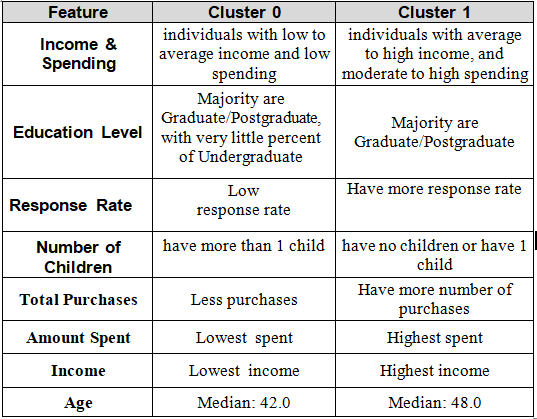 Feature Cluster 0 Cluster 1
Income &
Spending
individuals with low to
average income and low
spending
individuals with average
to high income, and
moderate to high spending
Education Level
Majority are
Graduate/Postgraduate,
with very little percent
of Undergraduate
Majority are
Graduate/Postgraduate
Response Rate
Low
response rate
Have more response rate
Number of
Children
have more than 1 child
have no children or have 1
child
Total Purchases
Less purchases
Have more number of
purchases
Amount Spent Lowest spent Highest spent
Income Lowest income Highest income
Age Median: 42.0 Median: 48.0